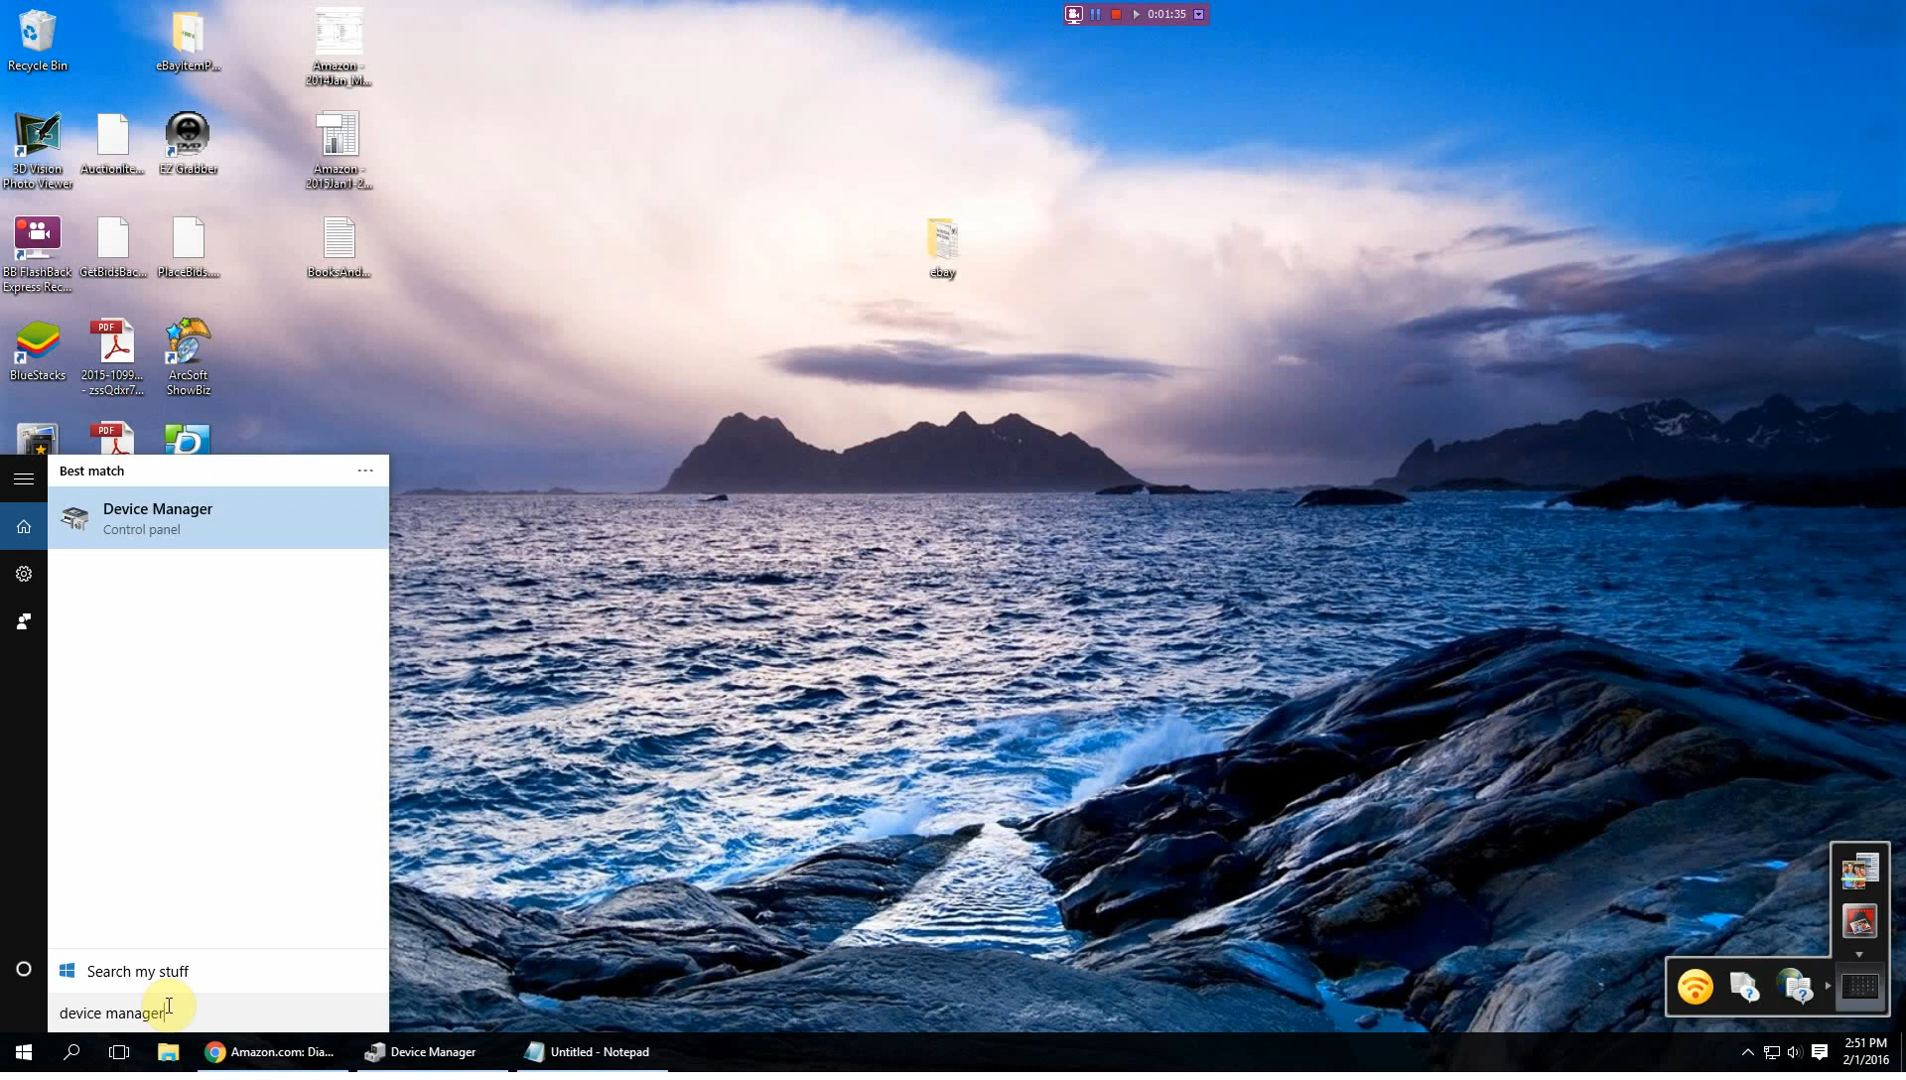 0:01:35
Recycle Bin
eBayItemP...
Amazon -
2014Jan_M...
3D Vision
Photo Viewer
AuctionIte...
EZ Grabber
DVD
Amazon -
2015Jan1-2...
BB FlashBack
Express Rec...
GetBidsBac...
PlaceBids....
BooksAnd...
ebay
BlueStacks
PDF
2015-1099...
- zssQdxr7...
ArcSoft
ShowBiz
PDF
Best match
Device Manager
Control panel
Search my stuff
device manager
Amazon.com: Dia...
Device Manager
Untitled - Notepad
2:51 PM
2/1/2016